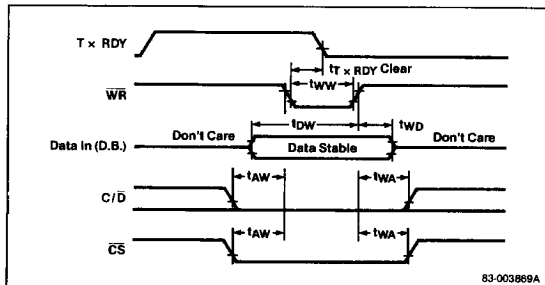 T × RDY
tT × RDY Clear
WR
tWW
tDW
tWD
Don't Care
Don't Care
Data In (D.B.)
Data Stable
tAW
tWA
C/D̅
tAW
tWA
C̅S̅
83-003869A